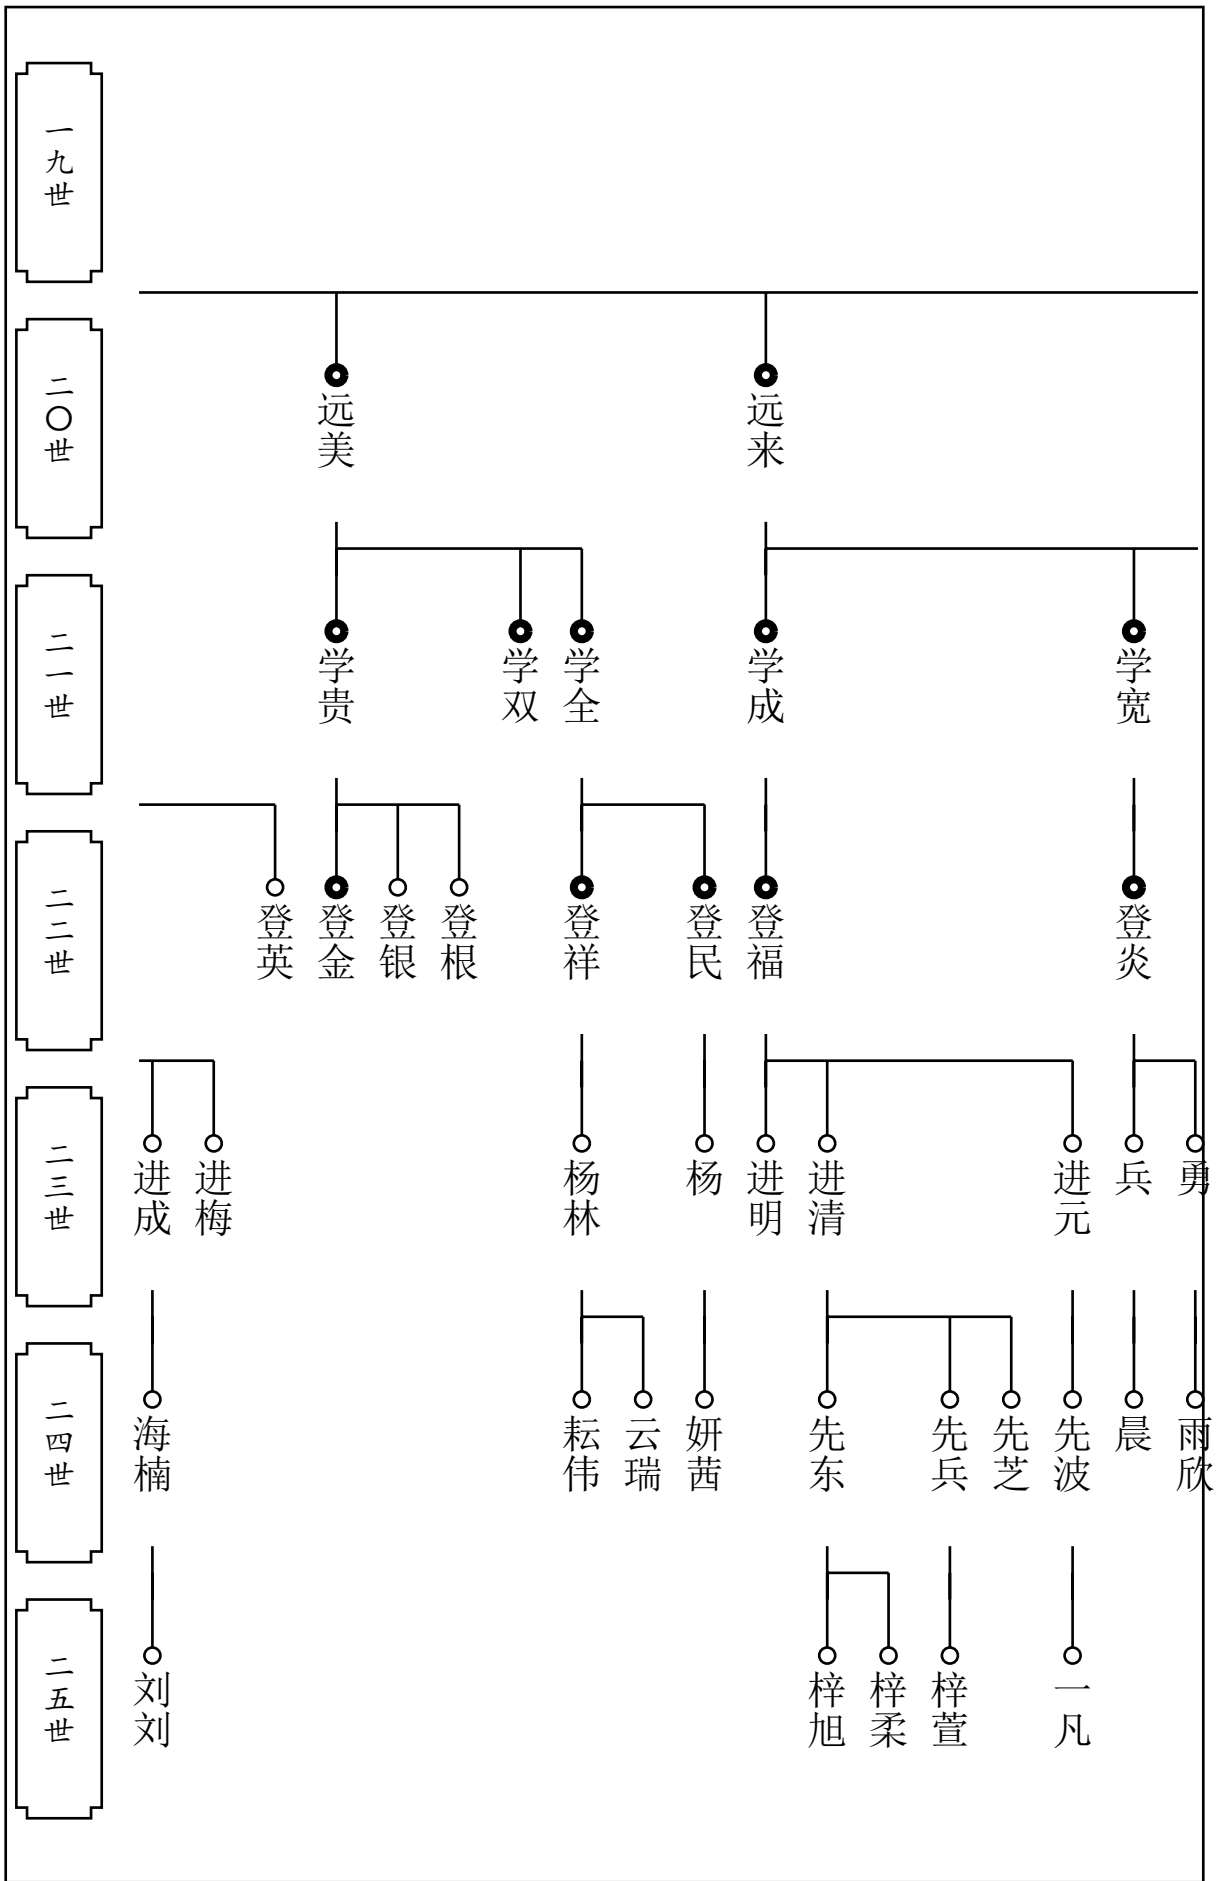 一九世
二〇世
远美
远来
二一世
学贵
学双
学全
学成
学宽
二二世
登英
登金
登银
登根
登祥
登民
登福
登炎
二三世
进成
进梅
杨林
杨
进明
进清
进元
兵
勇
二四世
海楠
耘伟
云瑞
妍茜
先东
先兵
先芝
先波
晨
雨欣
二五世
刘刘
梓旭
梓柔
梓萱
一凡